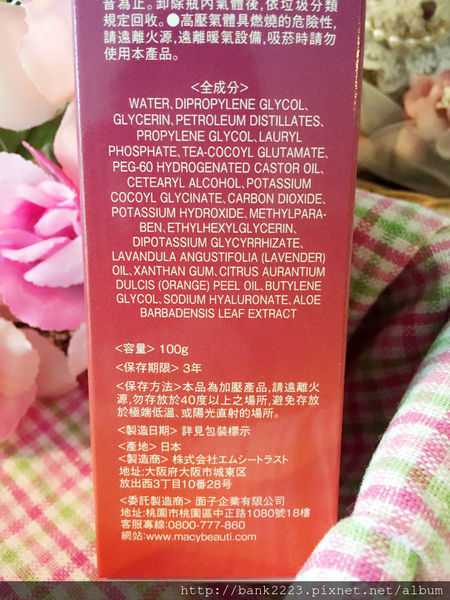 音為止。卸除瓶內氣體後,依垃圾分類
規定回收。●高壓氣體具燃燒的危險性,
請遠離火源,遠離暖氣設備,吸菸時請勿
使用本產品。
<全成分>
WATER、DIPROPYLENE GLYCOL、
GLYCERIN、PETROLEUM DISTILLATES、
PROPYLENE GLYCOL、LAURYL
PHOSPHATE、TEA-COCOYL GLUTAMATE、
PEG-60 HYDROGENATED CASTOR OIL、
CETEARYL ALCOHOL、POTASSIUM
COCOYL GLYCINATE、CARBON DIOXIDE、
POTASSIUM HYDROXIDE、METHYLPARA-
BEN、ETHYLHEXYLGLYCERIN、
DIPOTASSIUM GLYCYRRHIZATE、
LAVANDULA ANGUSTIFOLIA (LAVENDER)
OIL、XANTHAN GUM、CITRUS AURANTIUM
DULCIS (ORANGE) PEEL OIL、BUTYLENE
GLYCOL、SODIUM HYALURONATE、ALOE
BARBADENSIS LEAF EXTRACT
<容量> 100g
<保存期限> 3年
<保存方法>本品為加壓產品,請遠離火
源,勿存放於40度以上之場所,避免存放
於極端低溫、或陽光直射的場所。
<製造日期> 詳見包裝標示
<產地> 日本
<製造商> 株式会社エムシートラスト
地址:大阪府大阪市城東区
放出西3丁目10番28号
<委託製造商> 面子企業有限公司
地址:桃園市桃園區中正路1080號18樓
客服專線:0800-777-860
網站:www.macybeauti.com
http://bank2223.pixnet.net/album